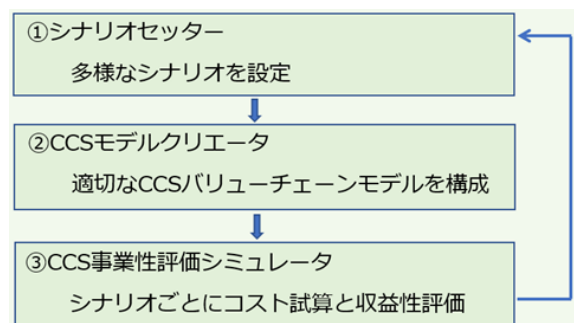 ①シナリオセッター
多様なシナリオを設定
②CCSモデルクリエータ
適切なCCSバリューチェーンモデルを構成
③CCS事業性評価シミュレータ
シナリオごとにコスト試算と収益性評価